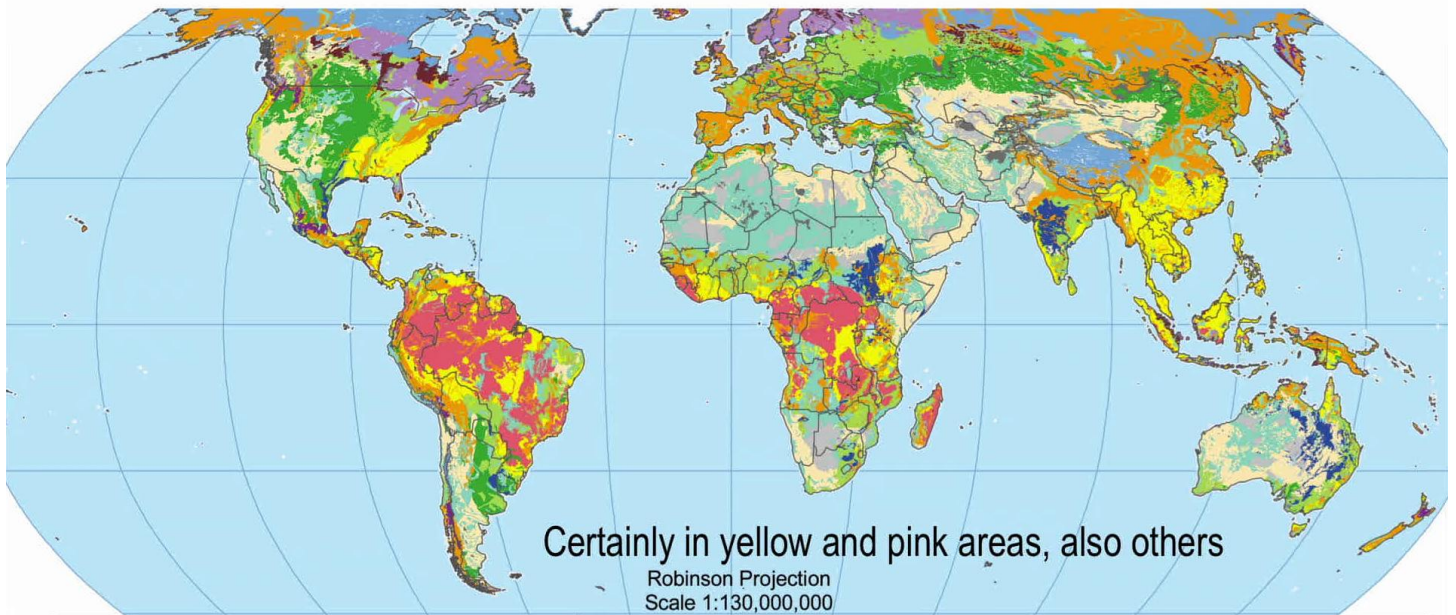 Certainly in yellow and pink areas, also others
Robinson Projection
Scale 1:130,000,000